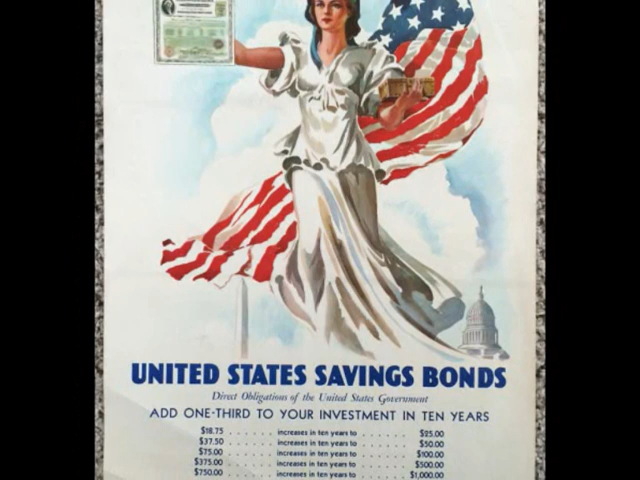 UNITED STATES SAVINGS BONDS
Direct Obligations of the United States Government
ADD ONE-THIRD TO YOUR INVESTMENT IN TEN YEARS
$18.75 . . . . . . . . increases in ten years to . . . . . . $25.00
$37.50 . . . . . . . . increases in ten years to . . . . . . $50.00
$75.00 . . . . . . . . increases in ten years to . . . . . . $100.00
$375.00 . . . . . . . . increases in ten years to . . . . . . $500.00
$750.00 . . . . . . . . increases in ten years to . . . . . . $1,000.00